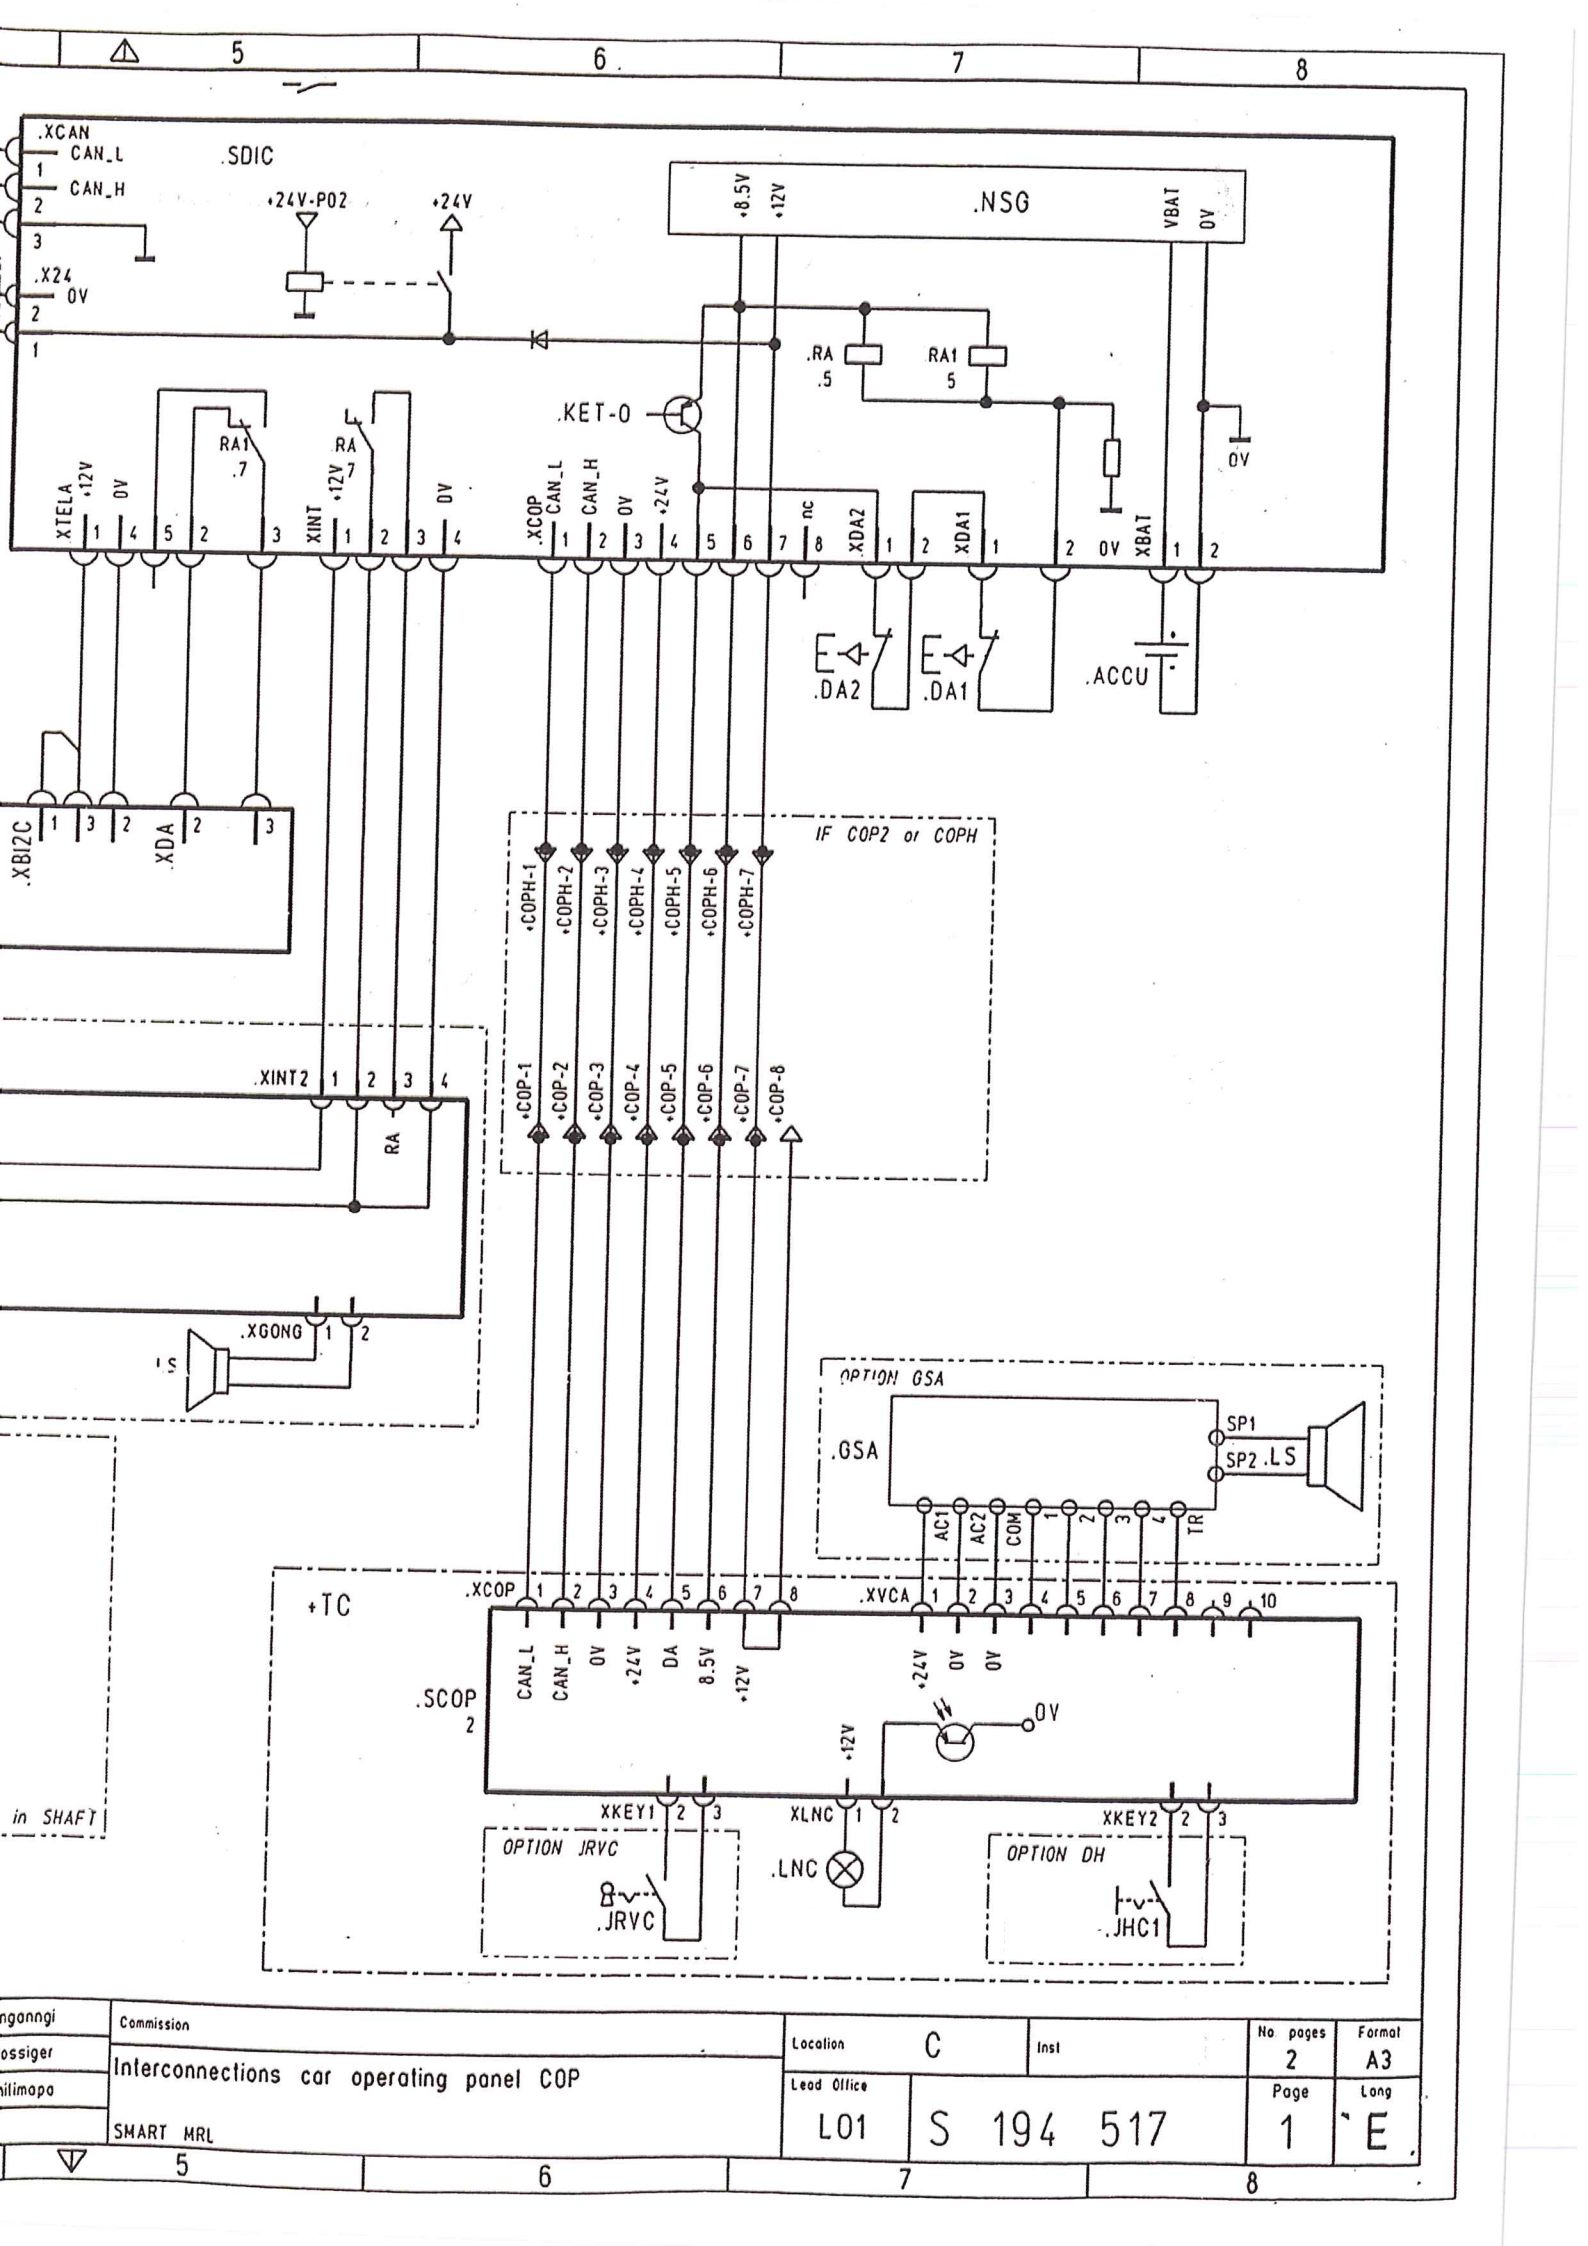 5 6 7 8
.XCAN
CAN_L
1
CAN_H
2
3
.SDIC
+24V-P02
+24V
.X24
0V
2
1
+8.5V
+12V
.NSG
VBAT
0V
.RA
.5
RA1
5
.KET-0
0V
RA1
.7
RA
7
XTELA
+12V
0V
1 4 5 2 3
XINT
+12V
0V
1 2 3 4
.XCOP
CAN_L
CAN_H
0V
+24V
nc
1 2 3 4 5 6 7 8
.XDA2
1 2
XDA1
1 2
0V
XBAT
1 2
.DA2
.DA1
.ACCU
.XBI2C
1 3 2
.XDA
2 3
IF COP2 or COPH
+COPH-1
+COPH-2
+COPH-3
+COPH-4
+COPH-5
+COPH-6
+COPH-7
+COP-1
+COP-2
+COP-3
+COP-4
+COP-5
+COP-6
+COP-7
+COP-8
.XINT2 1 2 3 4
RA
.XGONG 1 2
LS
OPTION GSA
.GSA
SP1
SP2 .LS
AC1
AC2
COM
1
2
3
4
TR
+TC
.XCOP 1 2 3 4 5 6 7 8
.XVCA 1 2 3 4 5 6 7 8 9 10
CAN_L
CAN_H
0V
+24V
DA
8.5V
+12V
+24V
0V
0V
.SCOP
2
+12V
0V
XKEY1 2 3
XLNC 1 2
XKEY2 2 3
OPTION JRVC
.JRVC
.LNC
OPTION DH
.JHC1
in SHAFT
nganngi
ossiger
Commission
Interconnections car operating panel COP
SMART MRL
Location C
Inst
No. pages
2
Format
A3
Lead Office
L01
S 194 517
Page
1
Lang
E
5 6 7 8